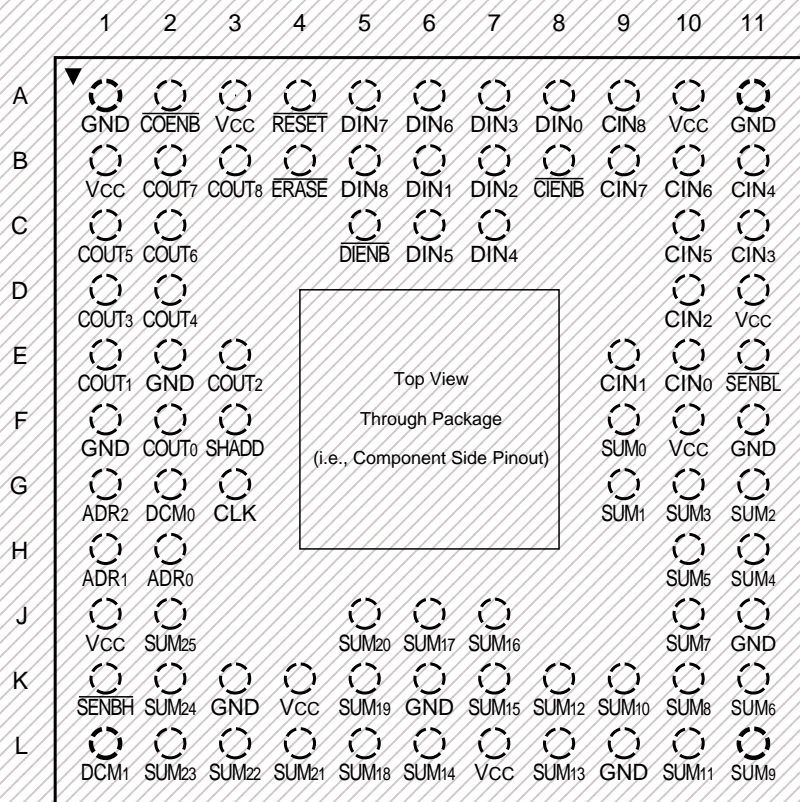 1 2 3 4 5 6 7 8 9 10 11
A
GND COENB VCC RESET DIN7 DIN6 DIN3 DIN0 CIN8 VCC GND
B
VCC COUT7 COUT8 ERASE DIN8 DIN1 DIN2 CIENB CIN7 CIN6 CIN4
C
COUT5 COUT6 DIENB DIN5 DIN4 CIN5 CIN3
D
COUT3 COUT4 CIN2 VCC
E
COUT1 GND COUT2 CIN1 CIN0 SENBL
Top View
Through Package
(i.e., Component Side Pinout)
F
GND COUT0 SHADD SUM0 VCC GND
G
ADR2 DCM0 CLK SUM1 SUM3 SUM2
H
ADR1 ADR0 SUM5 SUM4
J
VCC SUM25 SUM20 SUM17 SUM16 SUM7 GND
K
SENBH SUM24 GND VCC SUM19 GND SUM15 SUM12 SUM10 SUM8 SUM6
L
DCM1 SUM23 SUM22 SUM21 SUM18 SUM14 VCC SUM13 GND SUM11 SUM9